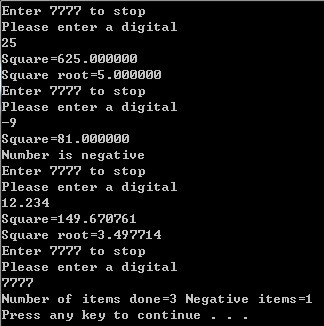 Enter 7777 to stop
Please enter a digital
25
Square=625.000000
Square root=5.000000
Enter 7777 to stop
Please enter a digital
-9
Square=81.000000
Number is negative
Enter 7777 to stop
Please enter a digital
12.234
Square=149.670761
Square root=3.497714
Enter 7777 to stop
Please enter a digital
7777
Number of items done=3 Negative items=1
Press any key to continue . . .